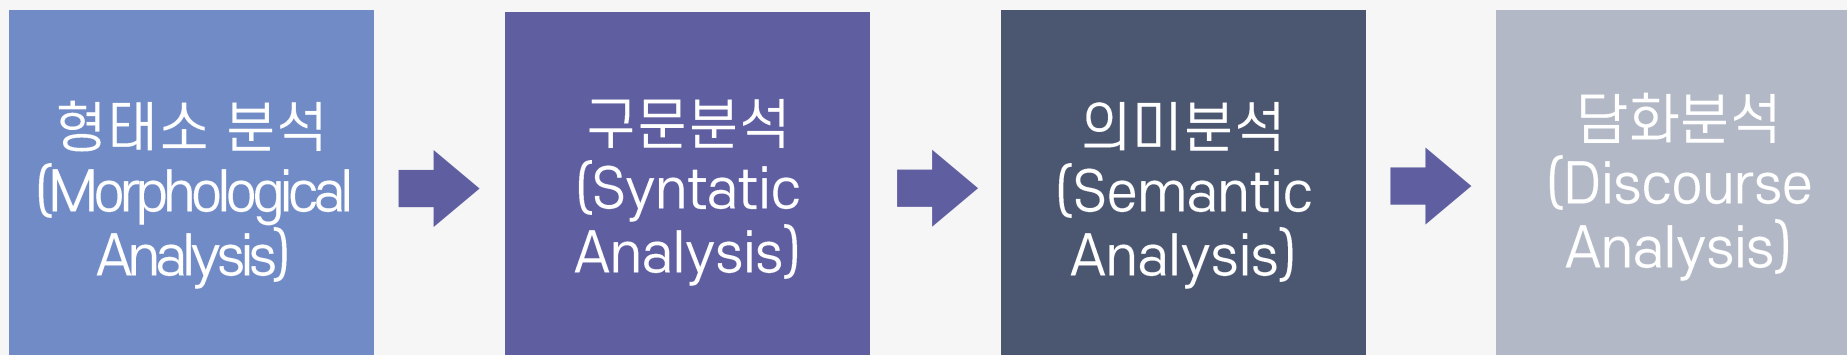 형태소 분석
(Morphological
Analysis)
구문분석
(Syntatic
Analysis)
의미분석
(Semantic
Analysis)
담화분석
(Discourse
Analysis)